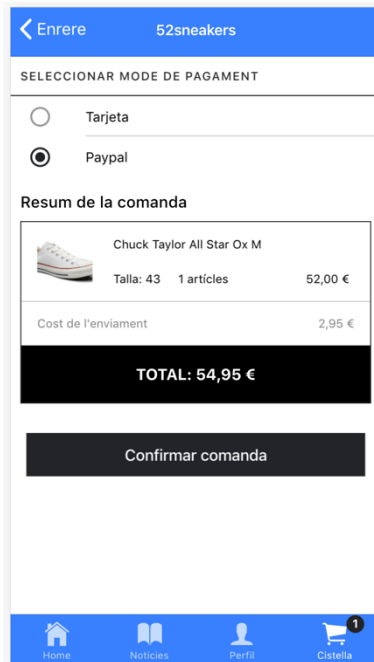 Enrere 52sneakers
SELECCIONAR MODE DE PAGAMENT
Tarjeta
Paypal
Resum de la comanda
Chuck Taylor All Star Ox M
Talla: 43 1 artícles 52,00 €
Cost de l'enviament 2,95 €
TOTAL: 54,95 €
Confirmar comanda
1
Home Noticies Perfil Cistella